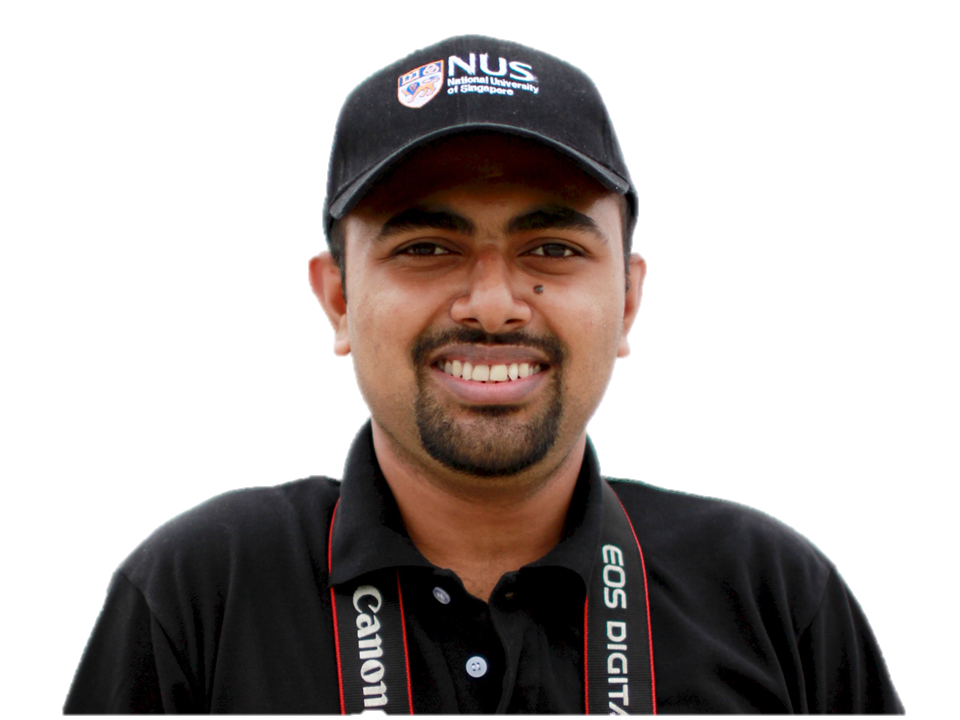 NUS
National University
of Singapore
Canon
EOS DIGITA